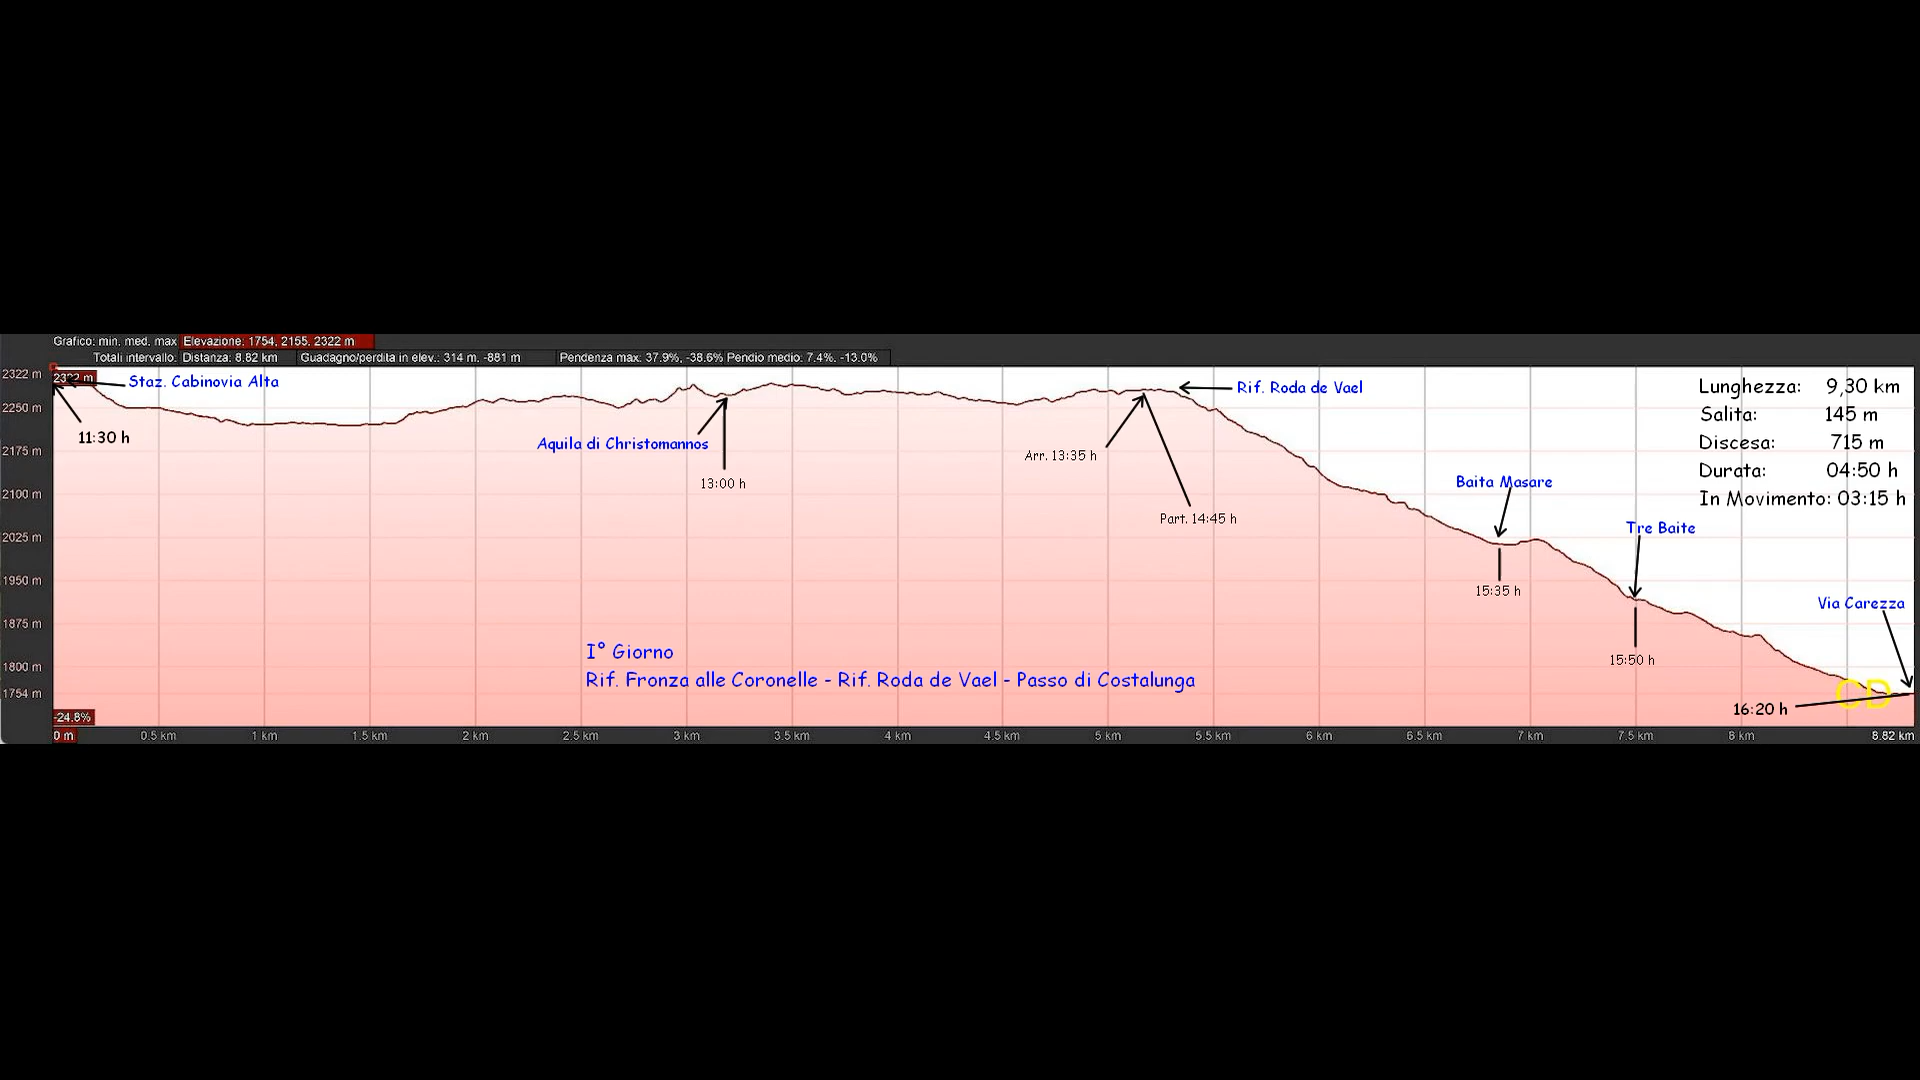 Grafico: min, med, max Elevazione: 1754, 2155, 2322 m
Totali intervallo: Distanza: 8.82 km Guadagno/perdita in elev.: 314 m, -881 m Pendenza max: 37.9%, -38.6% Pendio medio: 7.4%, -13.0%
2322 m
2250 m
2175 m
2100 m
2025 m
1950 m
1875 m
1800 m
1754 m
2322 m
Staz. Cabinovia Alta
11:30 h
Aquila di Christomannos
13:00 h
Arr. 13:35 h
Part. 14:45 h
Rif. Roda de Vael
Baita Masare
15:35 h
Tre Baite
15:50 h
Via Carezza
16:20 h
CD
Lunghezza: 9,30 km
Salita: 145 m
Discesa: 715 m
Durata: 04:50 h
In Movimento: 03:15 h
I° Giorno
Rif. Fronza alle Coronelle - Rif. Roda de Vael - Passo di Costalunga
-24.8%
0 m 0.5 km 1 km 1.5 km 2 km 2.5 km 3 km 3.5 km 4 km 4.5 km 5 km 5.5 km 6 km 6.5 km 7 km 7.5 km 8 km 8.82 km